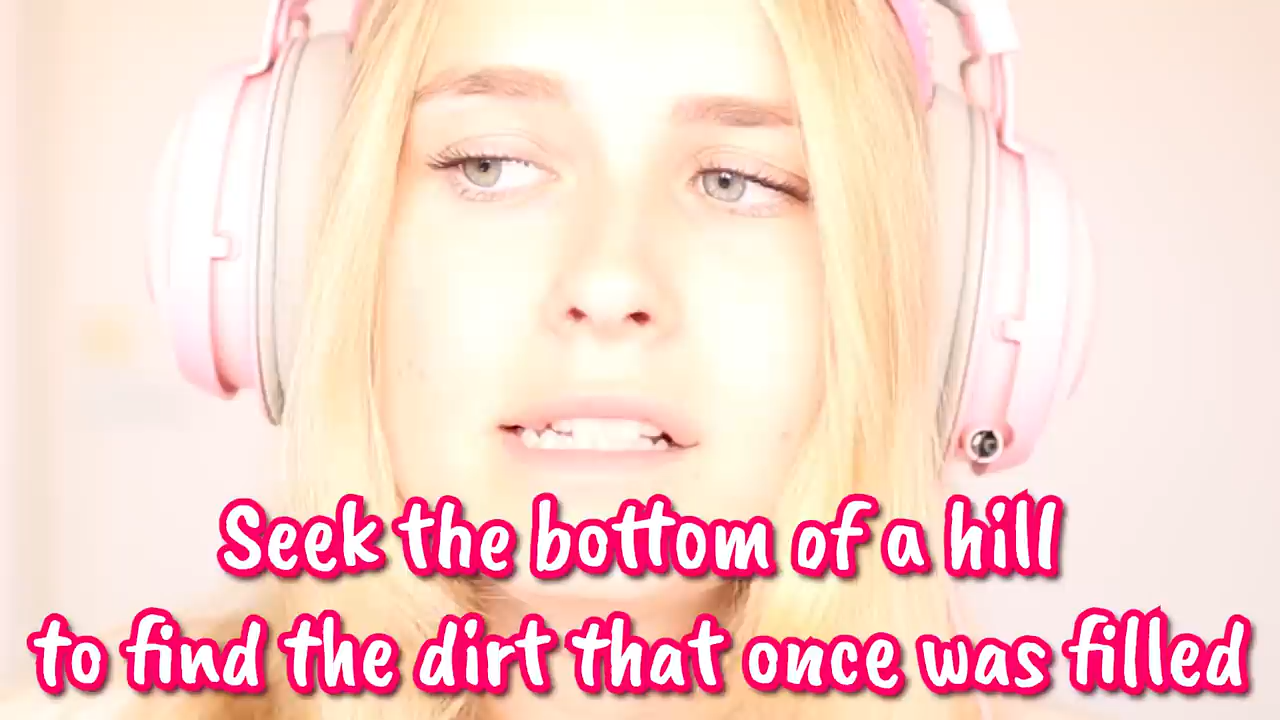 Seek the bottom of a hill
to find the dirt that once was filled